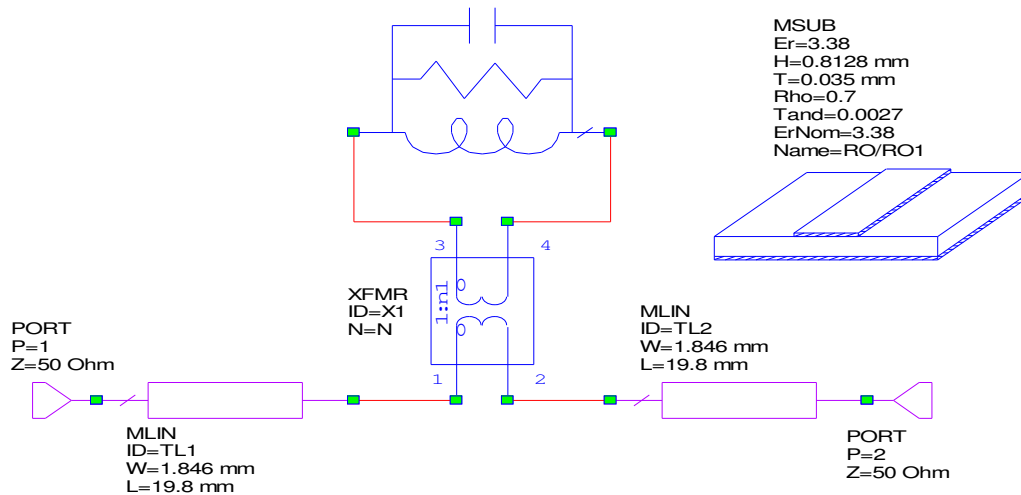 MSUB
Er=3.38
H=0.8128 mm
T=0.035 mm
Rho=0.7
Tand=0.0027
ErNom=3.38
Name=RO/RO1
3
4
1:n1
o
o
XFMR
ID=X1
N=N
1
2
PORT
P=1
Z=50 Ohm
MLIN
ID=TL1
W=1.846 mm
L=19.8 mm
MLIN
ID=TL2
W=1.846 mm
L=19.8 mm
PORT
P=2
Z=50 Ohm